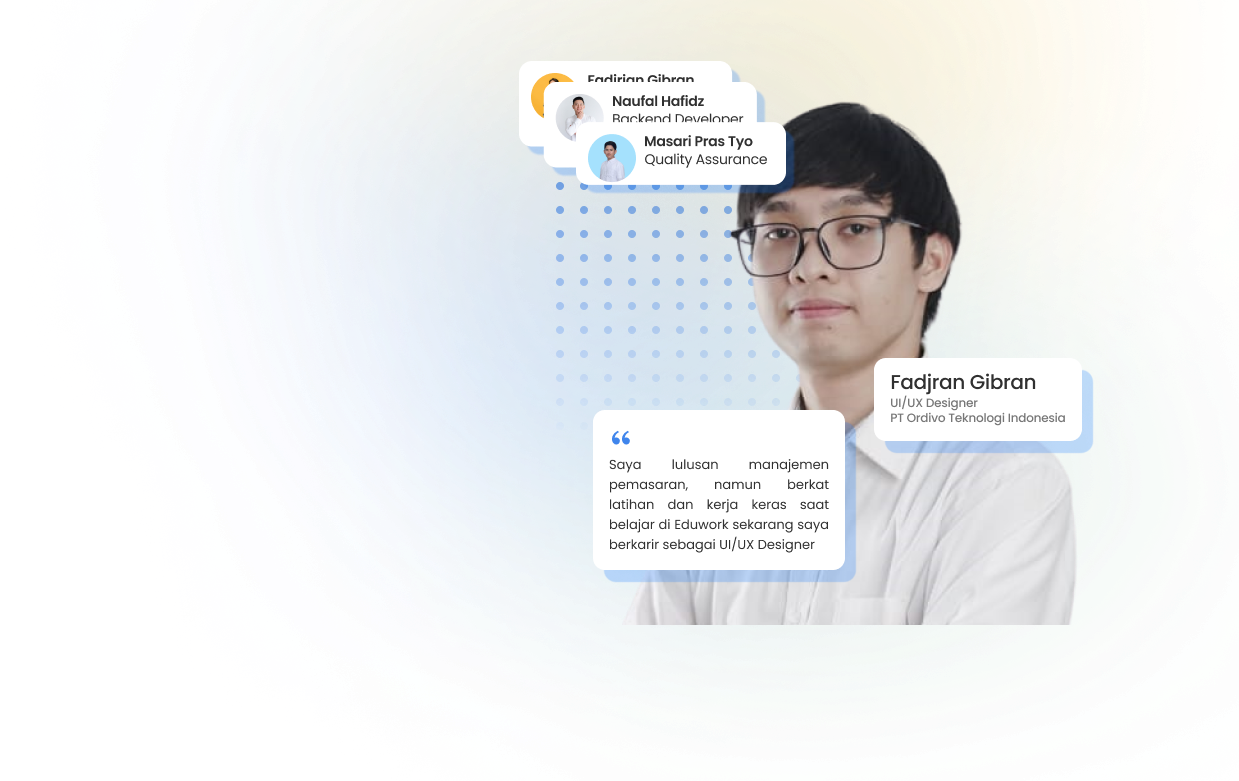 Fadjrian Gibran
Naufal Hafidz
Backend Developer
Masari Pras Tyo
Quality Assurance
Fadjran Gibran
UI/UX Designer
PT Ordivo Teknologi Indonesia
“
Saya lulusan manajemen
pemasaran, namun berkat
latihan dan kerja keras saat
belajar di Eduwork sekarang saya
berkarir sebagai UI/UX Designer